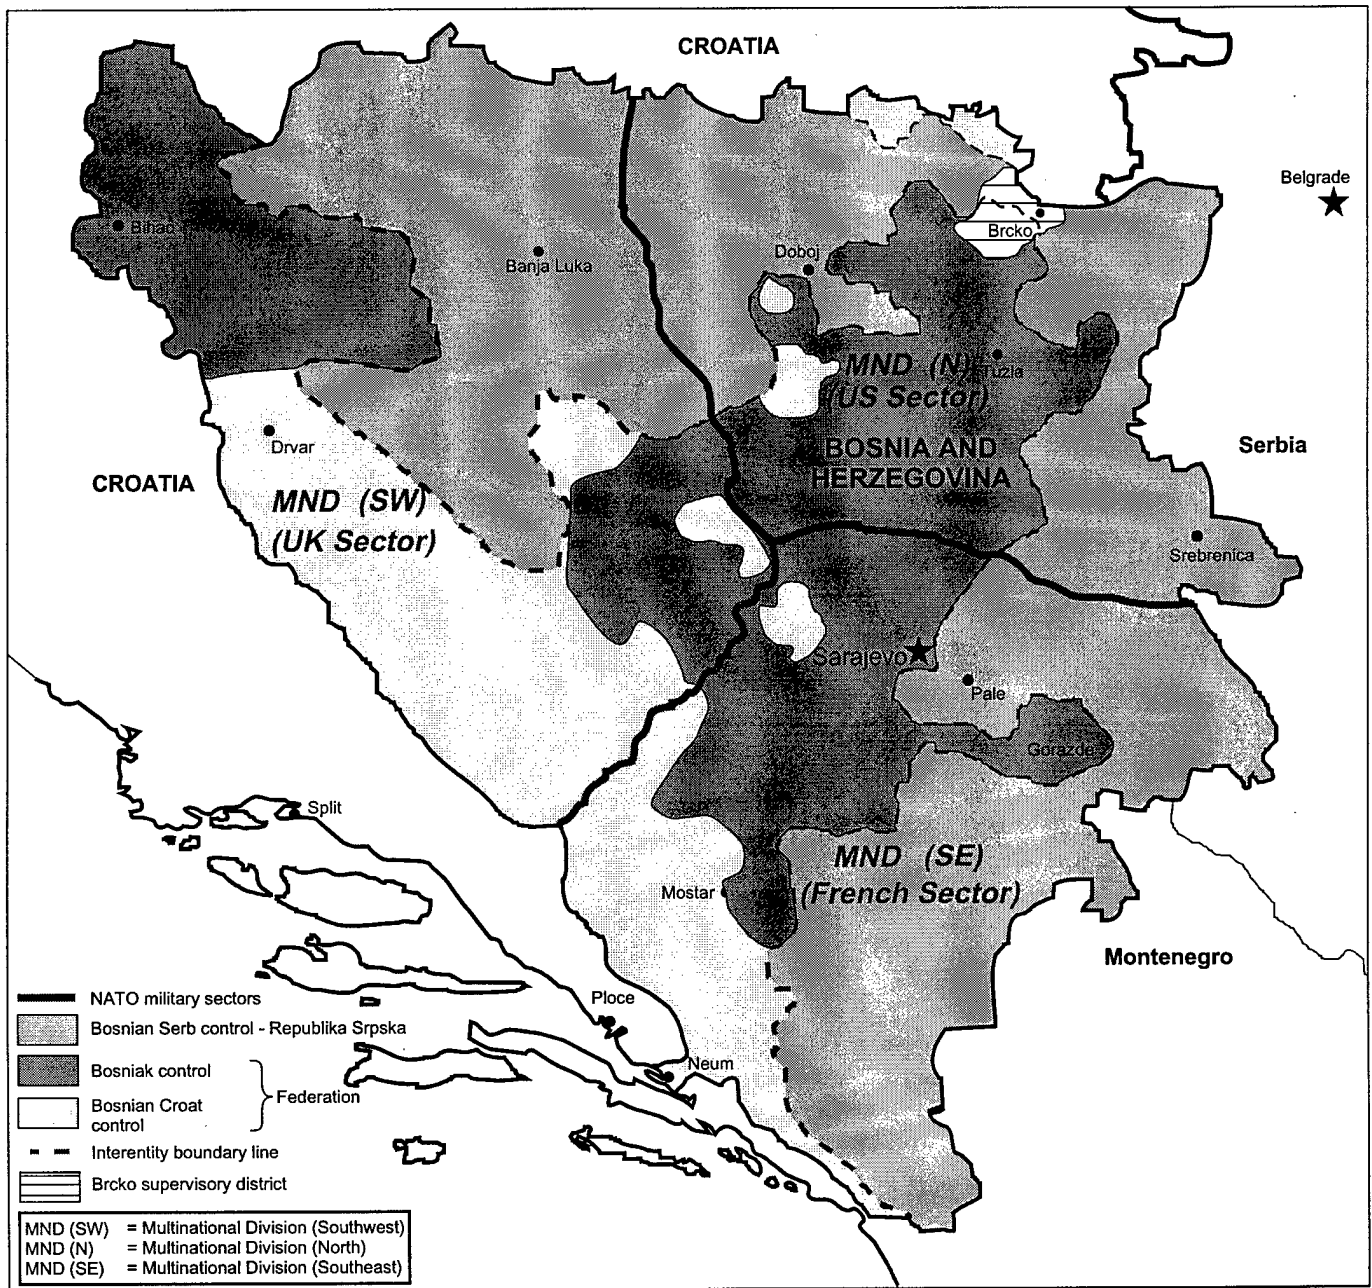 CROATIA
Belgrade
Bihac
Banja Luka
Doboj
Brcko
MND (N)
Tuzla
(US Sector)
Drvar
BOSNIA AND
HERZEGOVINA
Serbia
CROATIA
MND (SW)
(UK Sector)
Srebrenica
Sarajevo
Pale
Gorazde
Split
MND (SE)
(French Sector)
Mostar
Montenegro
Ploce
Neum
NATO military sectors
Bosnian Serb control - Republika Srpska
Bosniak control
Federation
Bosnian Croat
control
Interentity boundary line
Brcko supervisory district
MND (SW) = Multinational Division (Southwest)
MND (N) = Multinational Division (North)
MND (SE) = Multinational Division (Southeast)